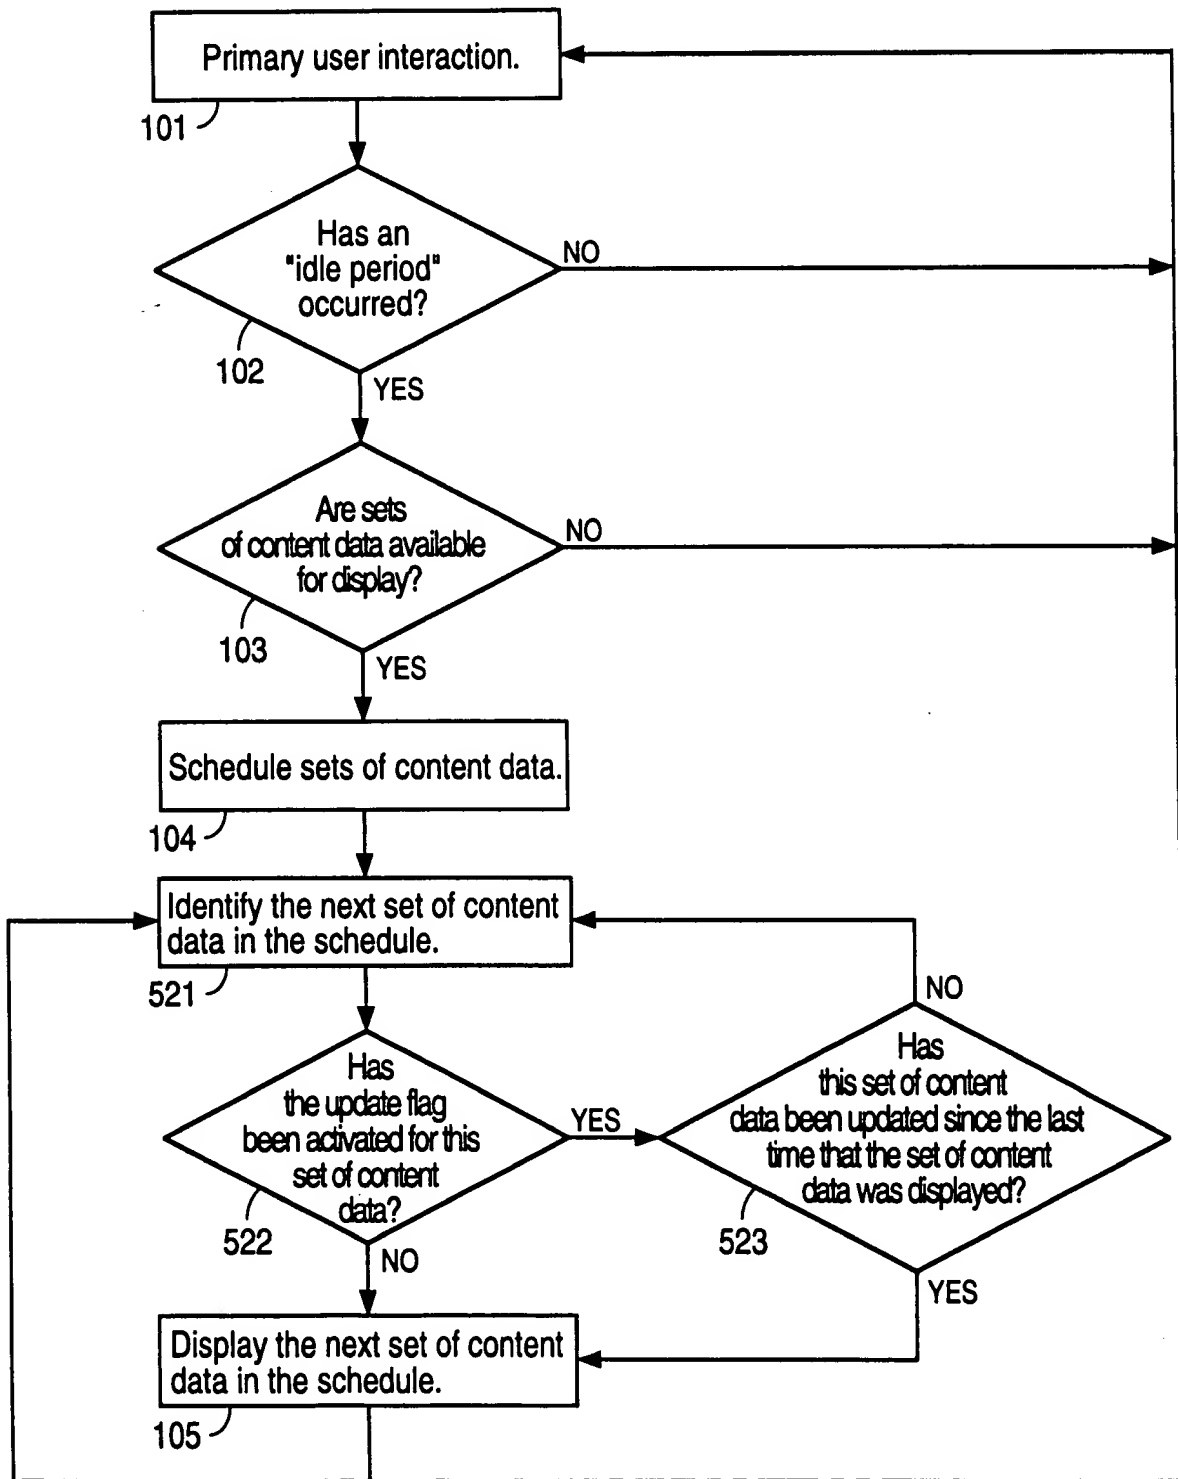 Primary user interaction.
101
Has an
"idle period"
occurred?
NO
102
YES
Are sets
of content data available
for display?
NO
103
YES
Schedule sets of content data.
104
Identify the next set of content
data in the schedule.
521
NO
Has
the update flag
been activated for this
set of content
data?
YES
522
NO
Has
this set of content
data been updated since the last
time that the set of content
data was displayed?
523
YES
Display the next set of content
data in the schedule.
105